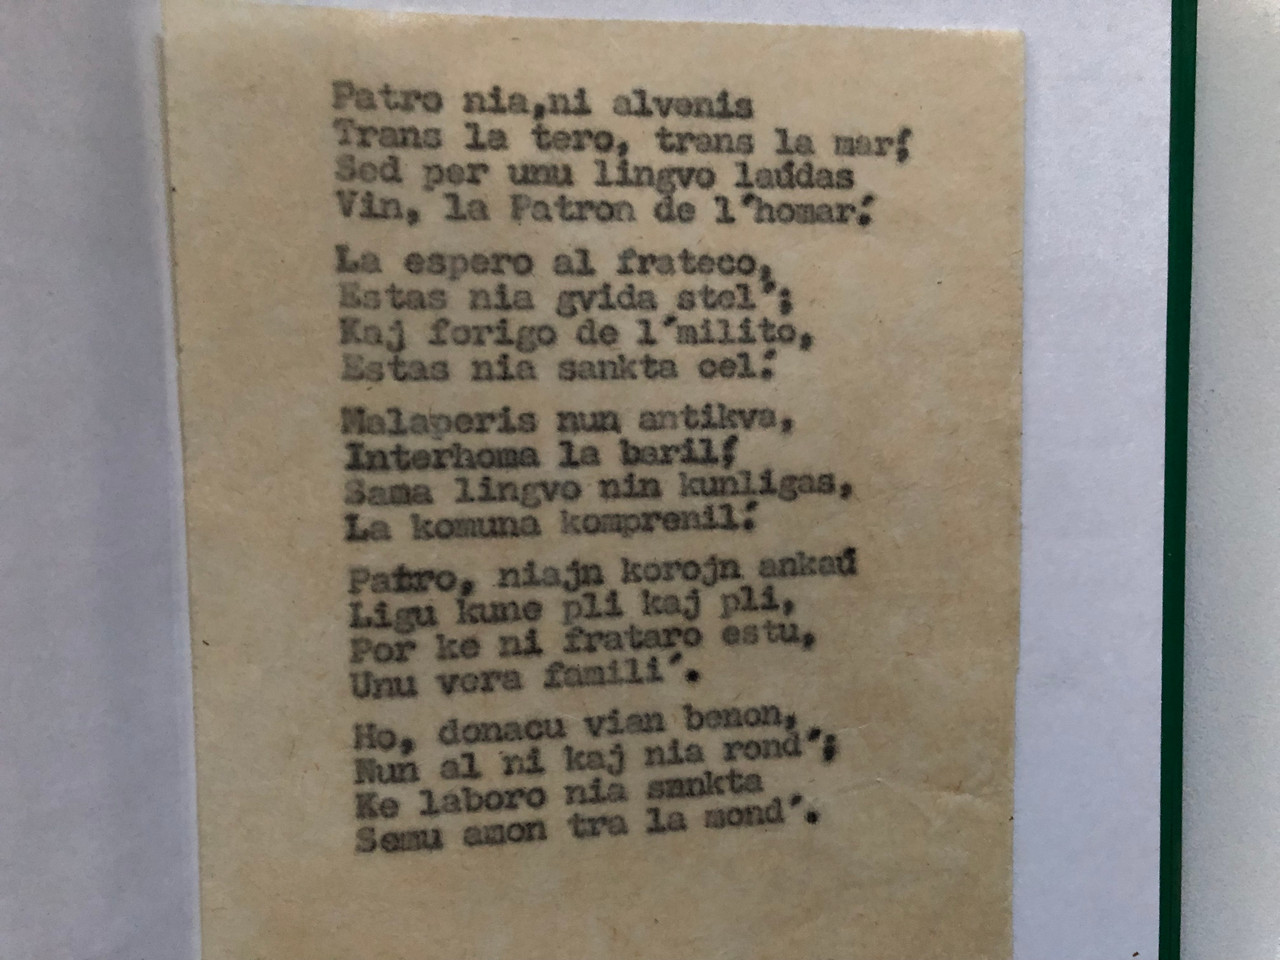 Patro nia,ni alvenis
Trans la tero, trans la mar´;
Sed per unu lingvo laúdas
Vin, la Patron de l´homar´.
La espero al frateco,
Estas nia gvida stel´;
Kaj forigo de l´milito,
Estas nia sankta cel´.
Malaperis nun antikva,
Interhoma la baril´;
Sama lingvo nin kunligas,
La komuna komprenil´.
Patro, niajn korojn ankaú
Ligu kune pli kaj pli,
Por ke ni frataro estu,
Unu vera famili´.
Ho, donacu vian benon,
Nun al ni kaj nia rond´;
Ke laboro nia sankta
Semu amon tra la mond´.